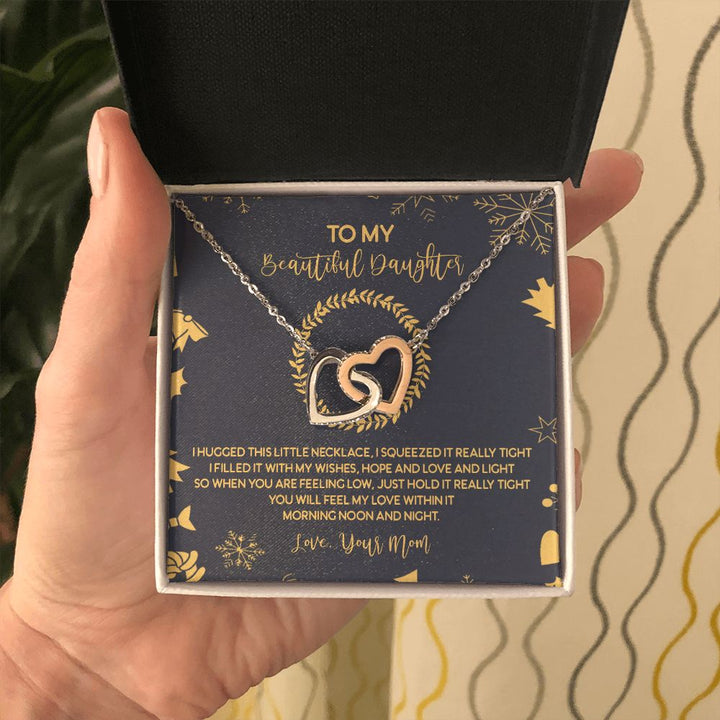 TO MY
Beautiful Daughter
I HUGGED THIS LITTLE NECKLACE, I SQUEEZED IT REALLY TIGHT
I FILLED IT WITH MY WISHES, HOPE AND LOVE AND LIGHT
SO WHEN YOU ARE FEELING LOW, JUST HOLD IT REALLY TIGHT
YOU WILL FEEL MY LOVE WITHIN IT
MORNING NOON AND NIGHT.
Love, Your Mom